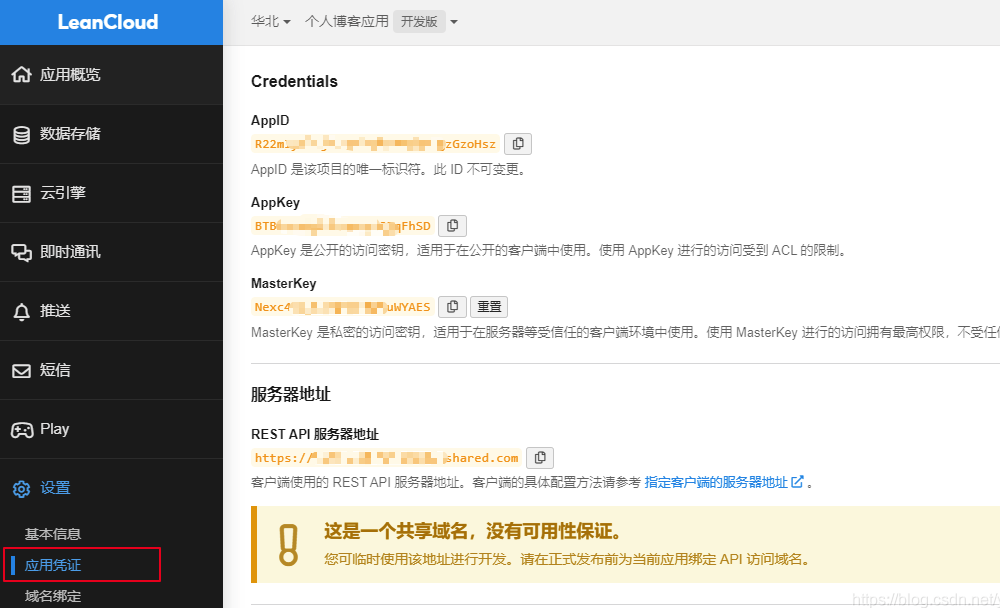 LeanCloud
华北 个人博客应用 开发版
应用概览
数据存储
云引擎
即时通讯
推送
短信
Play
设置
基本信息
应用凭证
域名绑定
Credentials
AppID
zGzoHsz
AppID 是该项目的唯一标识符。此 ID 不可变更。
AppKey
BTB
qFhSD
AppKey 是公开的访问密钥，适用于在公开的客户端中使用。使用 AppKey 进行的访问受到 ACL 的限制。
MasterKey
Nexc
uWYAES
重置
MasterKey 是私密的访问密钥，适用于在服务器等受信任的客户端环境中使用。使用 MasterKey 进行的访问拥有最高权限，不受任
服务器地址
REST API 服务器地址
https:/
shared.com
客户端使用的 REST API 服务器地址。客户端的具体配置方法请参考 指定客户端的服务器地址 。
这是一个共享域名，没有可用性保证。
您可临时使用该地址进行开发。请在正式发布前为当前应用绑定 API 访问域名。
https://blog.csdn.net/